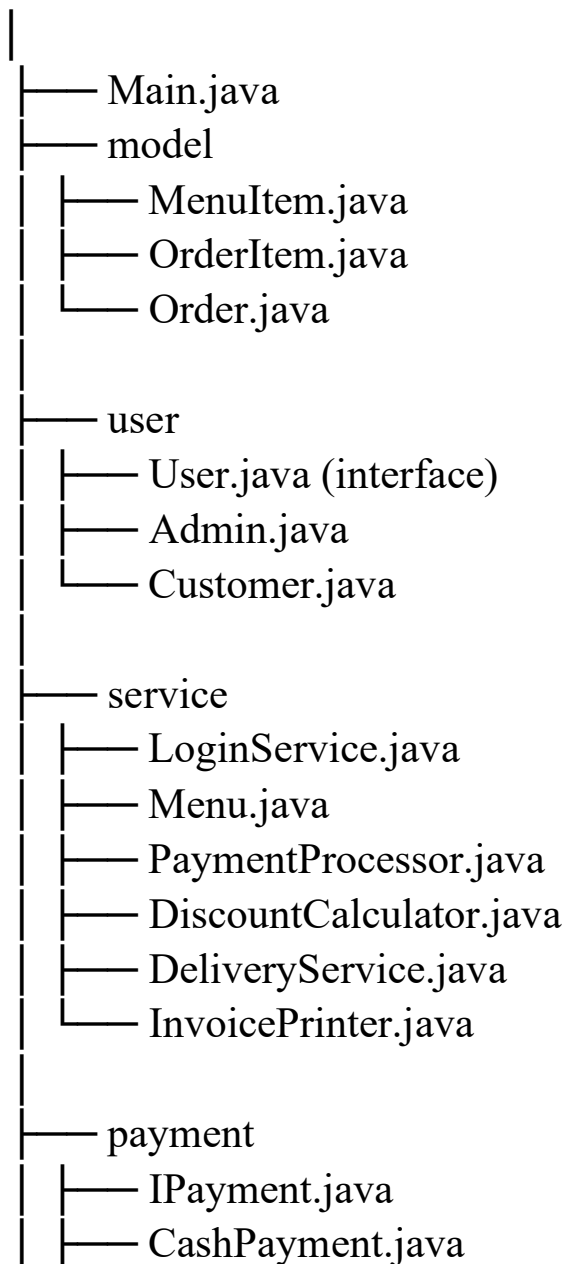 │
├── Main.java
├── model
│ ├── MenuItem.java
│ ├── OrderItem.java
│ └── Order.java
│
├── user
│ ├── User.java (interface)
│ ├── Admin.java
│ └── Customer.java
│
├── service
│ ├── LoginService.java
│ ├── Menu.java
│ ├── PaymentProcessor.java
│ ├── DiscountCalculator.java
│ ├── DeliveryService.java
│ └── InvoicePrinter.java
│
├── payment
│ ├── IPayment.java
│ ├── CashPayment.java